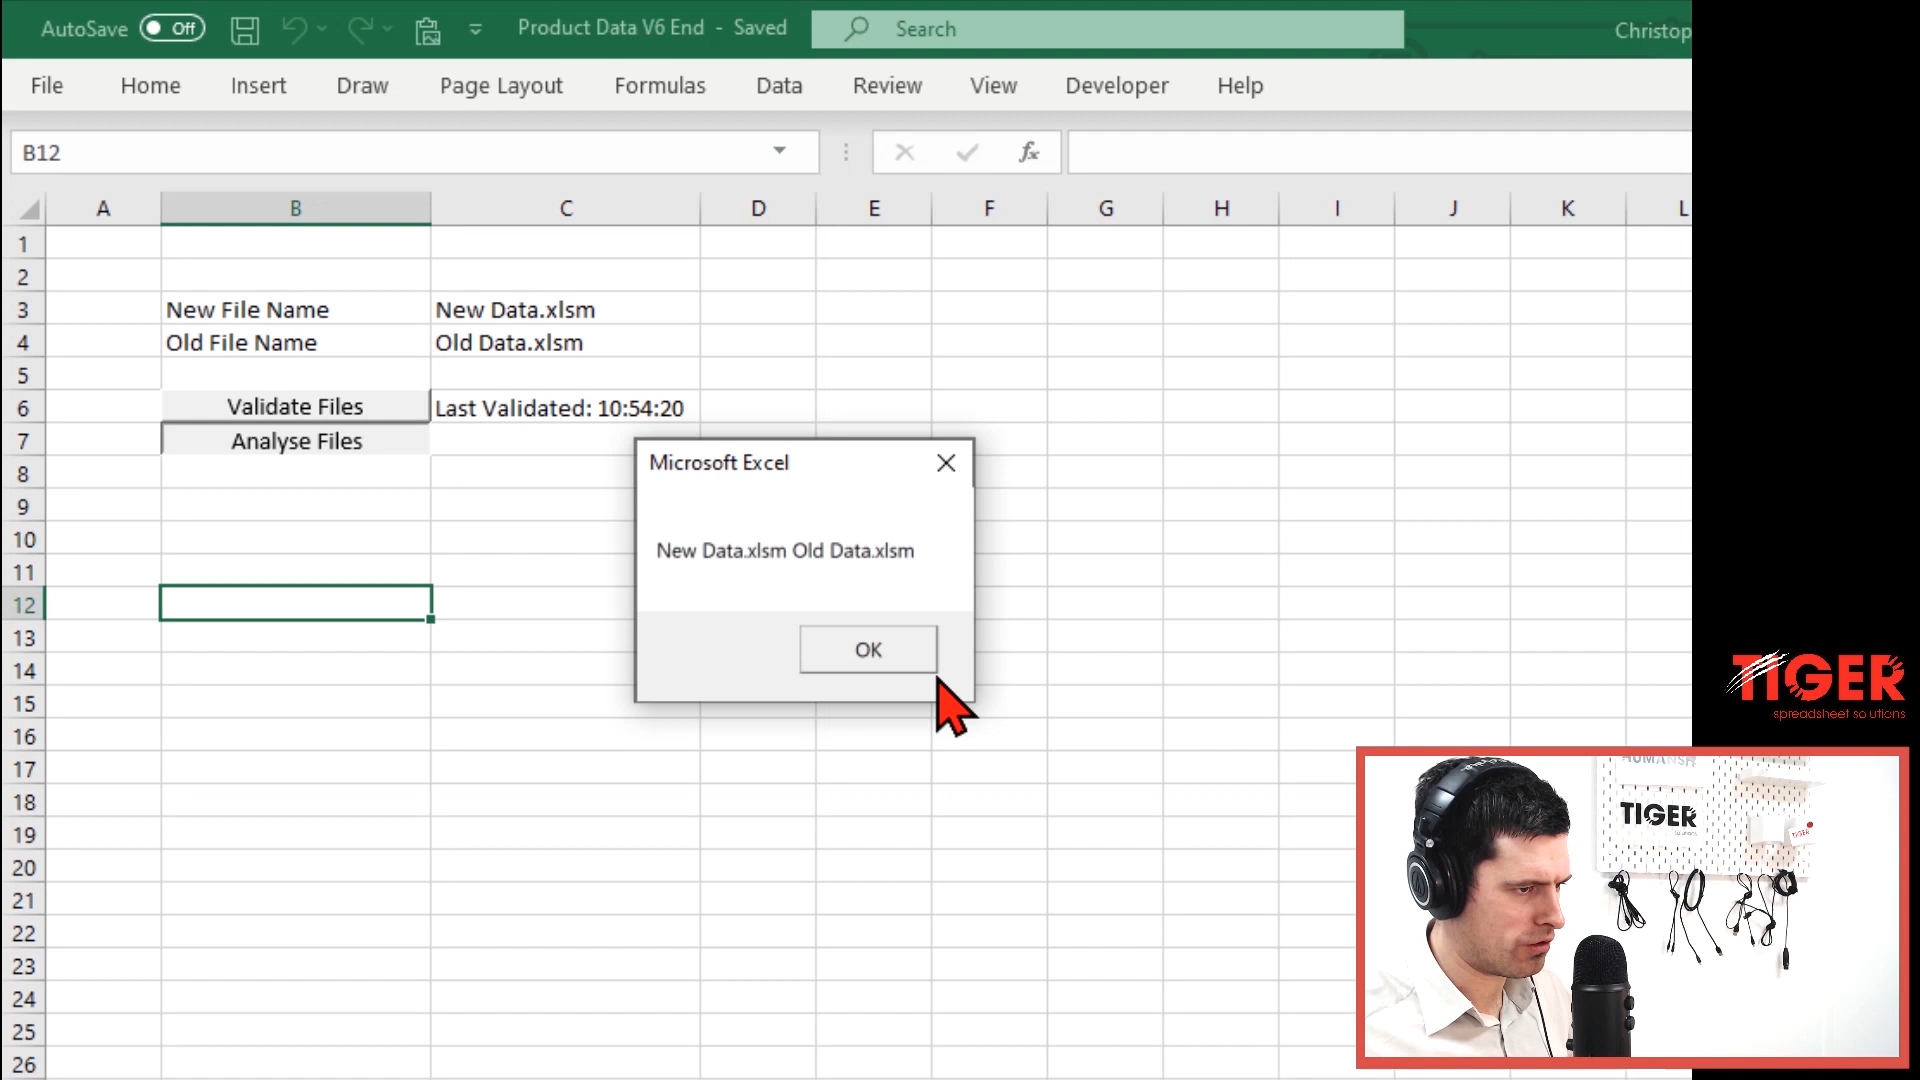 AutoSave Off Product Data V6 End - Saved Search Christop
File Home Insert Draw Page Layout Formulas Data Review View Developer Help
B12 fx
A B C D E F G H I J K L
1
2
3 New File Name New Data.xlsm
4 Old File Name Old Data.xlsm
5
6 Validate Files Last Validated: 10:54:20
7 Analyse Files
Microsoft Excel
8
9
10
New Data.xlsm Old Data.xlsm
11
12
13
OK
14
15
16
17
18
19
20
21
22
23
24
25
26
TIGER
spreadsheet solutions
TIGER
solutions
TIGER